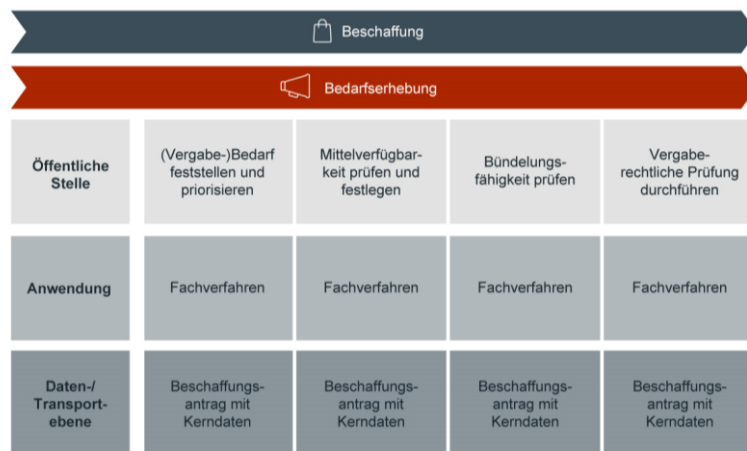 Beschaffung
Bedarfserhebung
Öffentliche
Stelle
(Vergabe-)Bedarf
feststellen und
priorisieren
Mittelverfügbar-
keit prüfen und
festlegen
Bündelungs-
fähigkeit prüfen
Vergabe-
rechtliche Prüfung
durchführen
Anwendung
Fachverfahren
Fachverfahren
Fachverfahren
Fachverfahren
Daten-/
Transport-
ebene
Beschaffungs-
antrag mit
Kerndaten
Beschaffungs-
antrag mit
Kerndaten
Beschaffungs-
antrag mit
Kerndaten
Beschaffungs-
antrag mit
Kerndaten